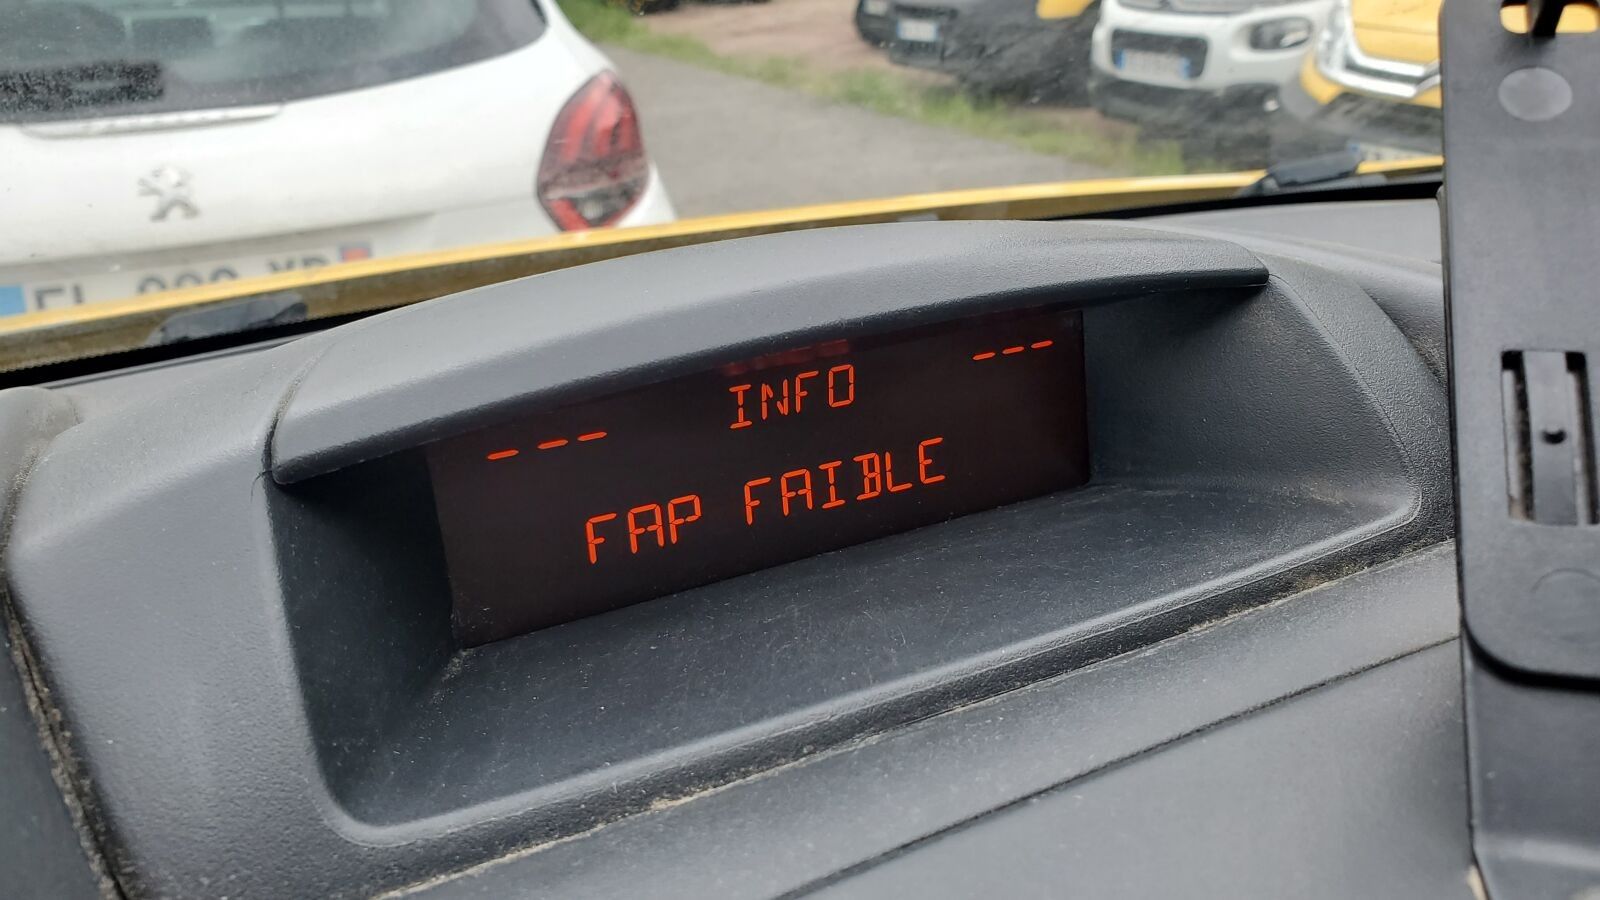 INFO
--- ---
FAP FAIBLE